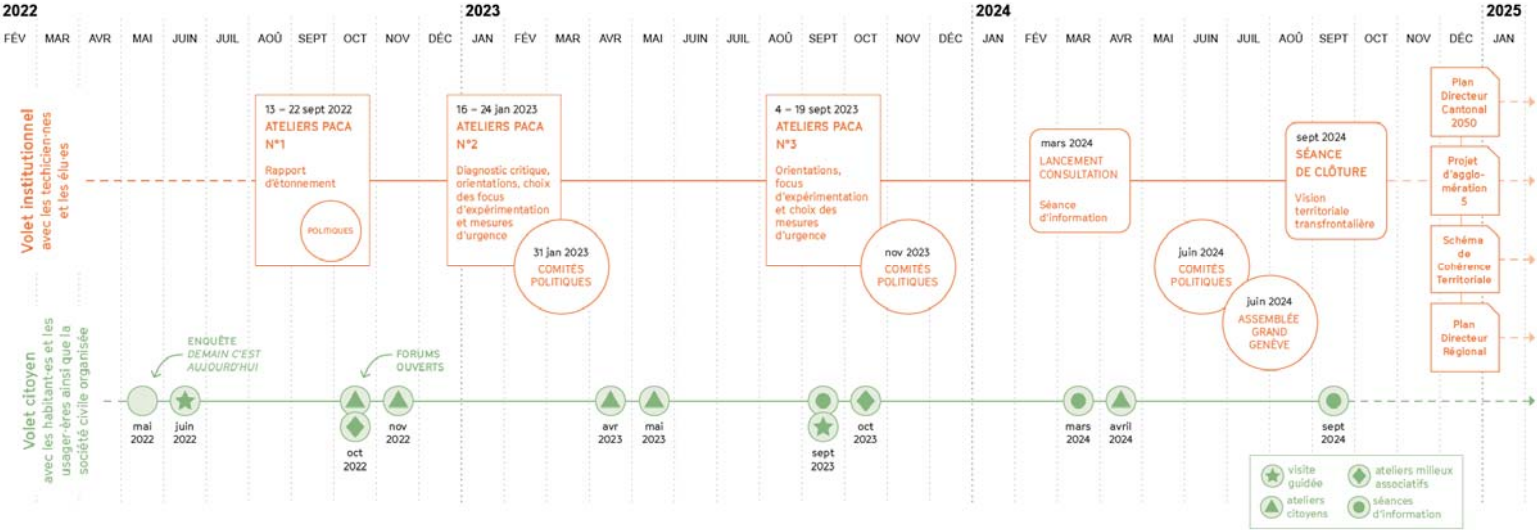 2022
2023
2024
2025
FÉV MAR AVR MAI JUIN JUIL AOÛ SEPT OCT NOV DÉC JAN FÉV MAR AVR MAI JUIN JUIL AOÛ SEPT OCT NOV DÉC JAN FÉV MAR AVR MAI JUIN JUIL AOÛ SEPT OCT NOV DÉC JAN
Volet institutionnel
avec les techicien·nes
et les élu·es
13 – 22 sept 2022
ATELIERS PACA
N°1
Rapport
d'étonnement
POLITIQUES
16 – 24 jan 2023
ATELIERS PACA
N°2
Diagnostic critique,
orientations, choix
des focus
d'expérimentation
et mesures
d'urgence
31 jan 2023
COMITÉS
POLITIQUES
4 – 19 sept 2023
ATELIERS PACA
N°3
Orientations,
focus
d'expérimentation
et choix des
mesures
d'urgence
nov 2023
COMITÉS
POLITIQUES
mars 2024
LANCEMENT
CONSULTATION
Séance
d'information
juin 2024
COMITÉS
POLITIQUES
juin 2024
ASSEMBLÉE
GRAND
GENÈVE
sept 2024
SÉANCE
DE CLÔTURE
Vision
territoriale
transfrontalière
Plan
Directeur
Cantonal
2050
Projet
d'agglo-
mération
5
Schéma
de
Cohérence
Territoriale
Plan
Directeur
Régional
Volet citoyen
avec les habitant·es et les
usager·ères ainsi que la
société civile organisée
ENQUÊTE
DEMAIN C'EST
AUJOURD'HUI
FORUMS
OUVERTS
mai
2022
juin
2022
oct
2022
nov
2022
avr
2023
mai
2023
sept
2023
oct
2023
mars
2024
avril
2024
sept
2024
visite
guidée
ateliers milieux
associatifs
ateliers
citoyens
séances
d'information